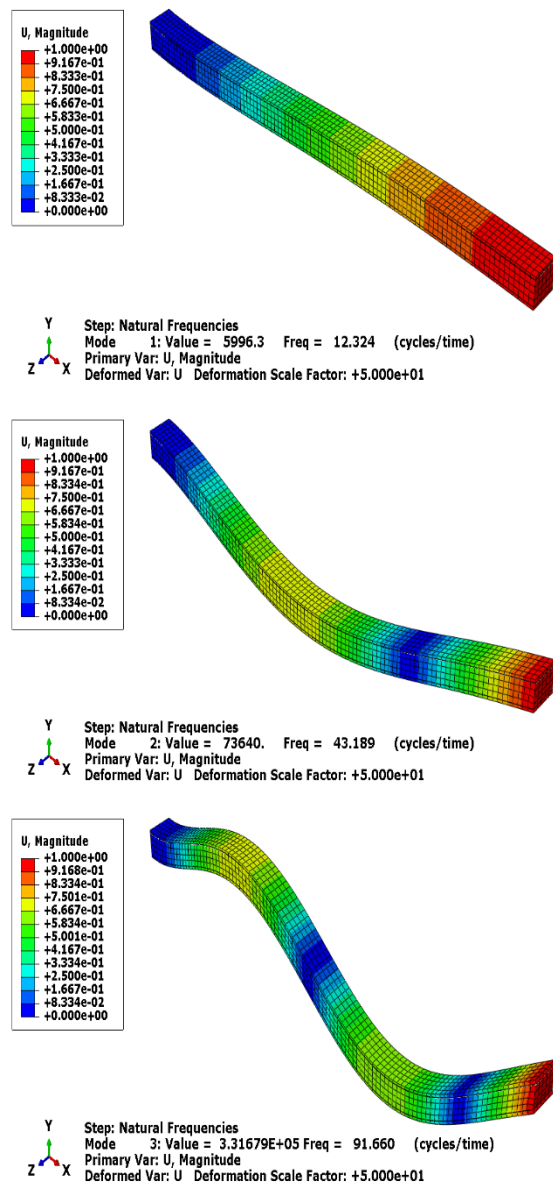 U, Magnitude
+1.000e+00
+9.167e-01
+8.333e-01
+7.500e-01
+6.667e-01
+5.833e-01
+5.000e-01
+4.167e-01
+3.333e-01
+2.500e-01
+1.667e-01
+8.333e-02
+0.000e+00
Y
Z X
Step: Natural Frequencies
Mode 1: Value = 5996.3 Freq = 12.324 (cycles/time)
Primary Var: U, Magnitude
Deformed Var: U Deformation Scale Factor: +5.000e+01
U, Magnitude
+1.000e+00
+9.167e-01
+8.334e-01
+7.500e-01
+6.667e-01
+5.834e-01
+5.000e-01
+4.167e-01
+3.333e-01
+2.500e-01
+1.667e-01
+8.334e-02
+0.000e+00
Y
Z X
Step: Natural Frequencies
Mode 2: Value = 73640. Freq = 43.189 (cycles/time)
Primary Var: U, Magnitude
Deformed Var: U Deformation Scale Factor: +5.000e+01
U, Magnitude
+1.000e+00
+9.168e-01
+8.334e-01
+7.501e-01
+6.667e-01
+5.834e-01
+5.001e-01
+4.167e-01
+3.334e-01
+2.500e-01
+1.667e-01
+8.334e-02
+0.000e+00
Y
Z X
Step: Natural Frequencies
Mode 3: Value = 3.31679E+05 Freq = 91.660 (cycles/time)
Primary Var: U, Magnitude
Deformed Var: U Deformation Scale Factor: +5.000e+01